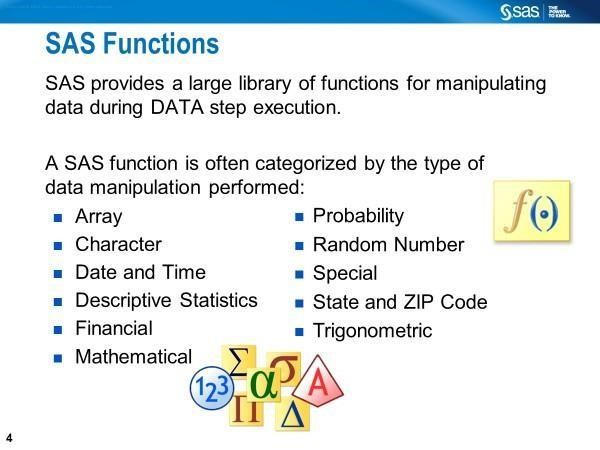 sas THE POWER TO KNOW.
SAS Functions
SAS provides a large library of functions for manipulating
data during DATA step execution.
A SAS function is often categorized by the type of
data manipulation performed:
Array
Character
Date and Time
Descriptive Statistics
Financial
Mathematical
Probability
Random Number
Special
State and ZIP Code
Trigonometric
f(•)
Σ σ
123 α A
Π Δ
4